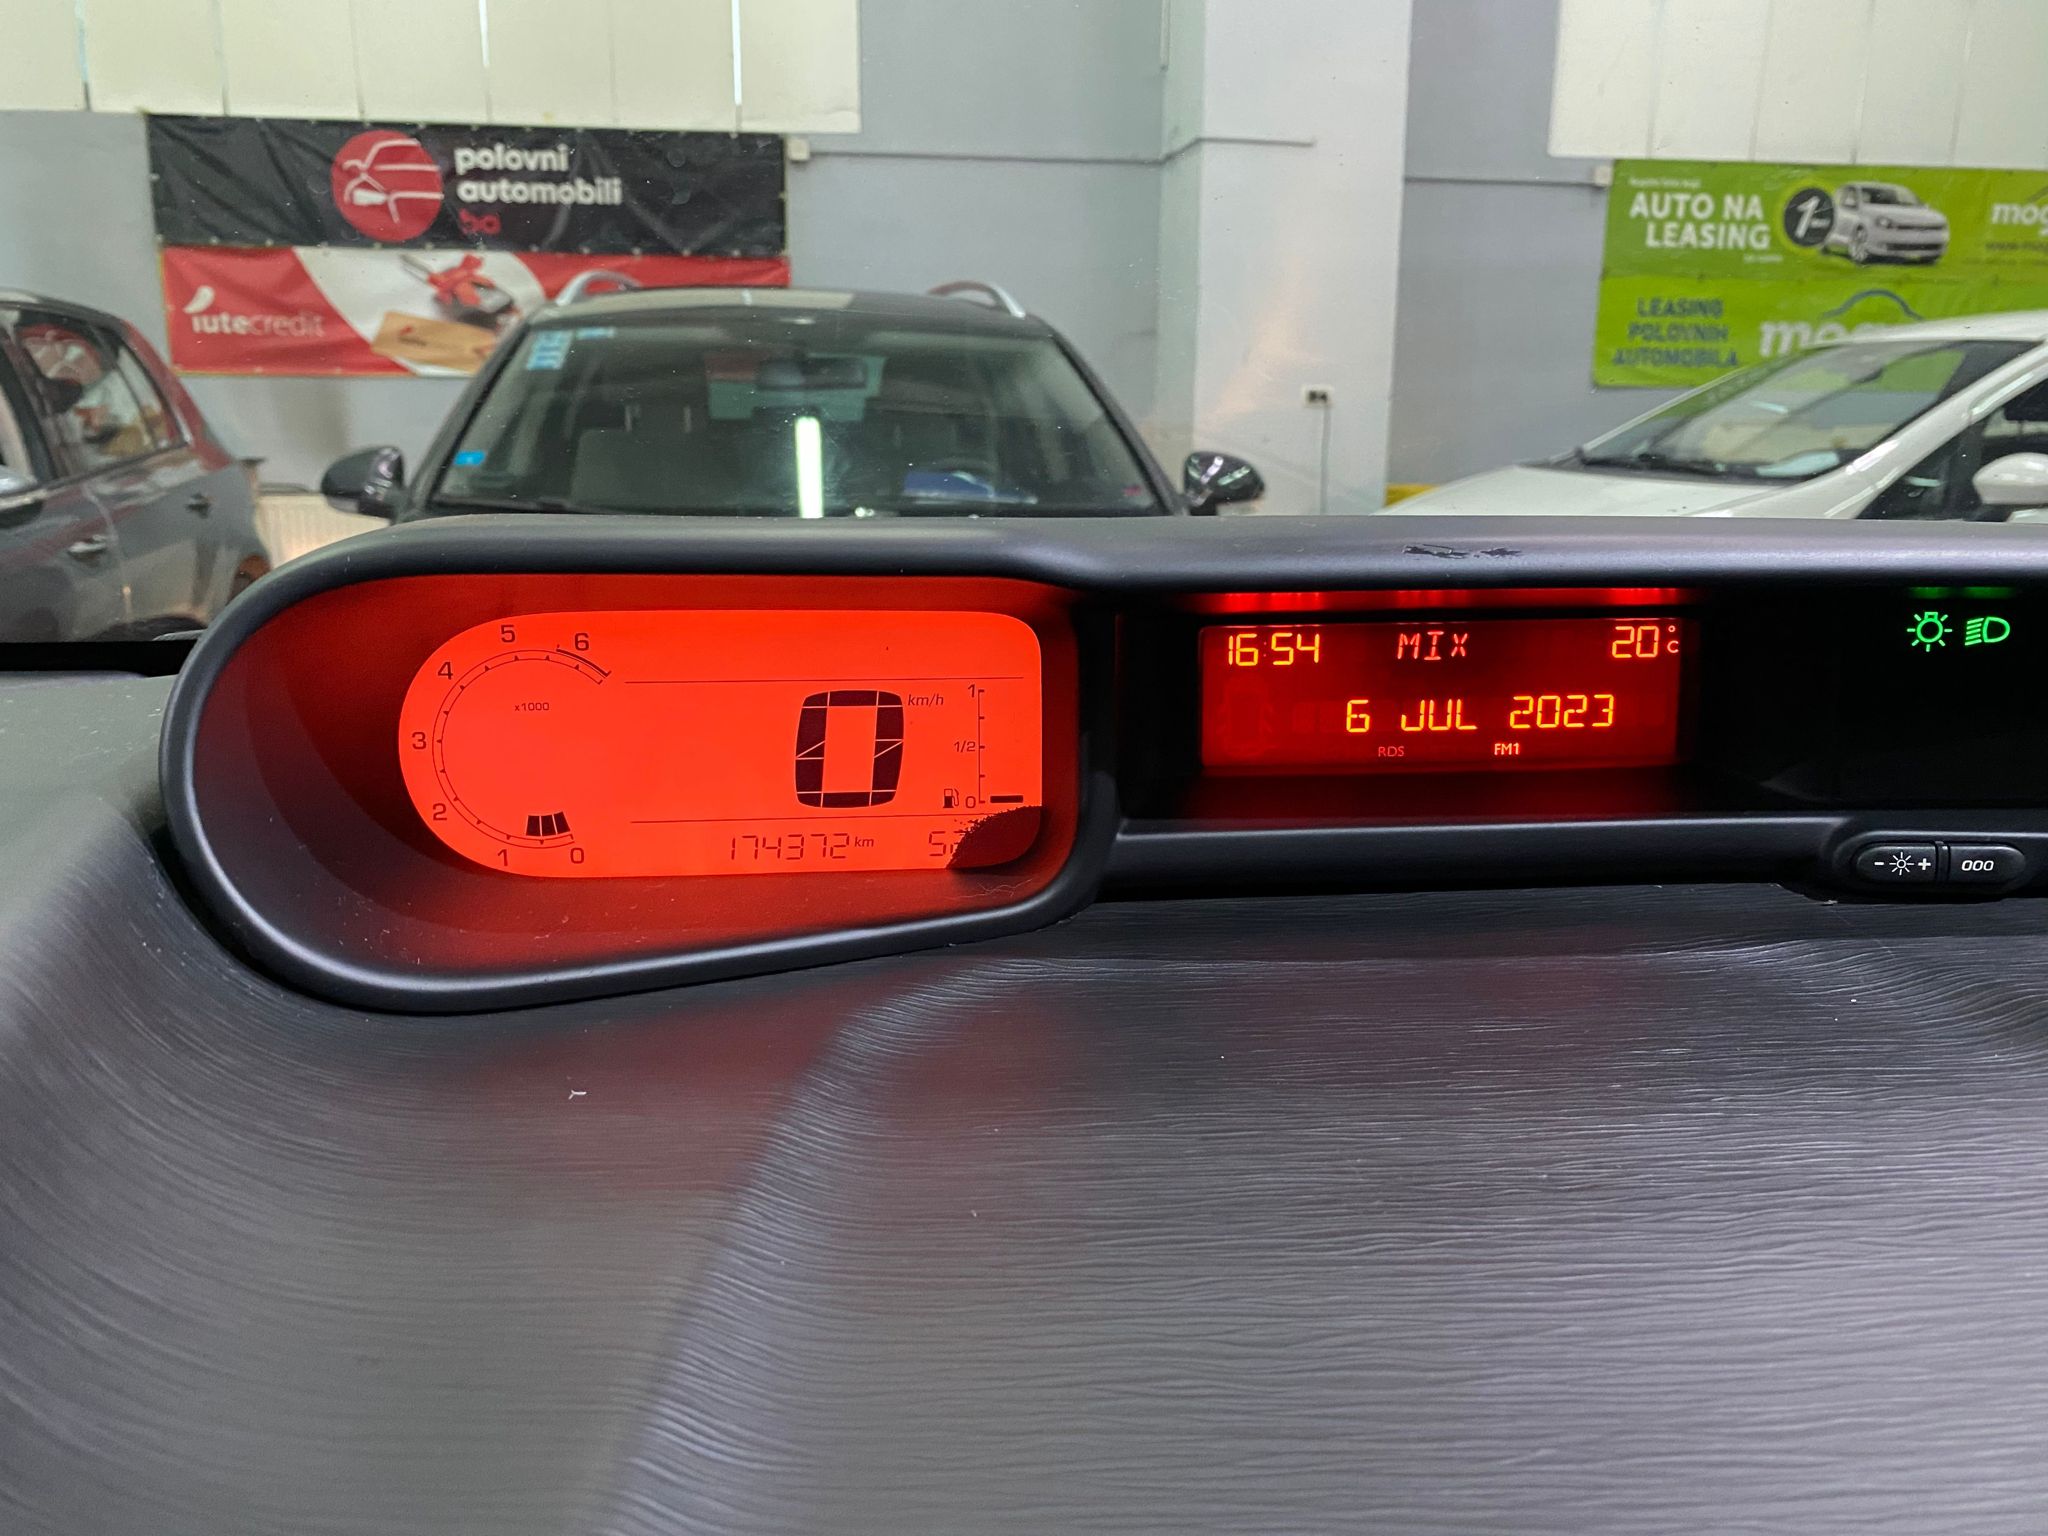 polovni
automobili
iutecredit
AUTO NA
LEASING
LEASING
POLOVNIH
AUTOMOBILA
5
6
4
x1000
3
2
1
0
0 km/h
1
1/2
0
174372 km
16:54 MIX 20°C
6 JUL 2023
RDS FM1
- +
000